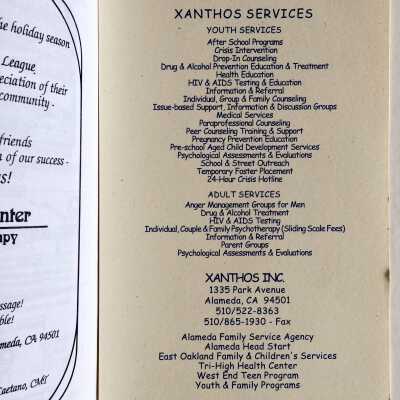 he holiday season
League
eciation of their
community -
friends
n of our success -
us!
nter
apy
ssage!
ble!
meda, CA 94501
Caetano, CMT
XANTHOS SERVICES
YOUTH SERVICES
After School Programs
Crisis Intervention
Drop-In Counseling
Drug & Alcohol Prevention Education & Treatment
Health Education
HIV & AIDS Testing & Education
Information & Referral
Individual, Group & Family Counseling
Issue-based Support, Information & Discussion Groups
Medical Services
Paraprofessional Counseling
Peer Counseling Training & Support
Pregnancy Prevention Education
Pre-school Aged Child Development Services
Psychological Assessments & Evaluations
School & Street Outreach
Temporary Foster Placement
24-Hour Crisis Hotline
ADULT SERVICES
Anger Management Groups for Men
Drug & Alcohol Treatment
HIV & AIDS Testing
Individual, Couple & Family Psychotherapy (Sliding Scale Fees)
Information & Referral
Parent Groups
Psychological Assessments & Evaluations
XANTHOS INC.
1335 Park Avenue
Alameda, CA 94501
510/522-8363
510/865-1930 - Fax
Alameda Family Service Agency
Alameda Head Start
East Oakland Family & Children's Services
Tri-High Health Center
West End Teen Program
Youth & Family Programs